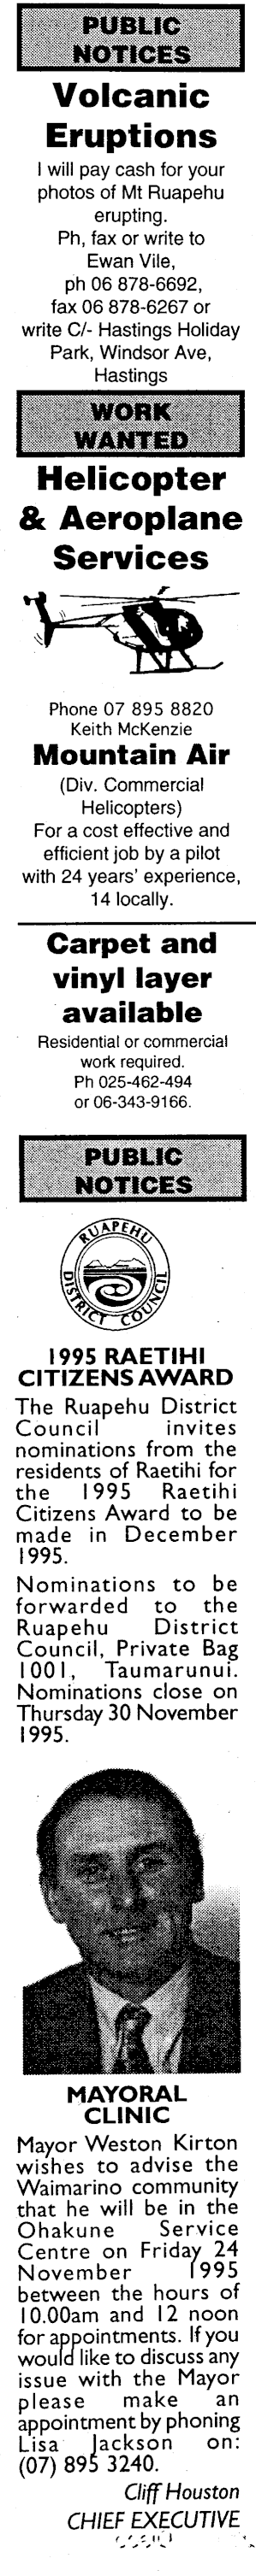 PUBLIC
NOTICES
Volcanic
Eruptions
I will pay cash for your
photos of Mt Ruapehu
erupting.
Ph, fax or write to
Ewan Vile,
ph 06 878-6692,
fax 06 878-6267 or
write C/- Hastings Holiday
Park, Windsor Ave,
Hastings
WORK
WANTED
Helicopter
& Aeroplane
Services
Phone 07 895 8820
Keith McKenzie
Mountain Air
(Div. Commercial
Helicopters)
For a cost effective and
efficient job by a pilot
with 24 years' experience,
14 locally.
Carpet and
vinyl layer
available
Residential or commercial
work required.
Ph 025-462-494
or 06-343-9166.
PUBLIC
NOTICES
RUAPEHU
DISTRICT COUNCIL
1995 RAETIHI
CITIZENS AWARD
The Ruapehu District
Council invites
nominations from the
residents of Raetihi for
the 1995 Raetihi
Citizens Award to be
made in December
1995.
Nominations to be
forwarded to the
Ruapehu District
Council, Private Bag
1001, Taumarunui.
Nominations close on
Thursday 30 November
1995.
MAYORAL
CLINIC
Mayor Weston Kirton
wishes to advise the
Waimarino community
that he will be in the
Ohakune Service
Centre on Friday 24
November 1995
between the hours of
10.00am and 12 noon
for appointments. If you
would like to discuss any
issue with the Mayor
please make an
appointment by phoning
Lisa Jackson on:
(07) 895 3240.
Cliff Houston
CHIEF EXECUTIVE